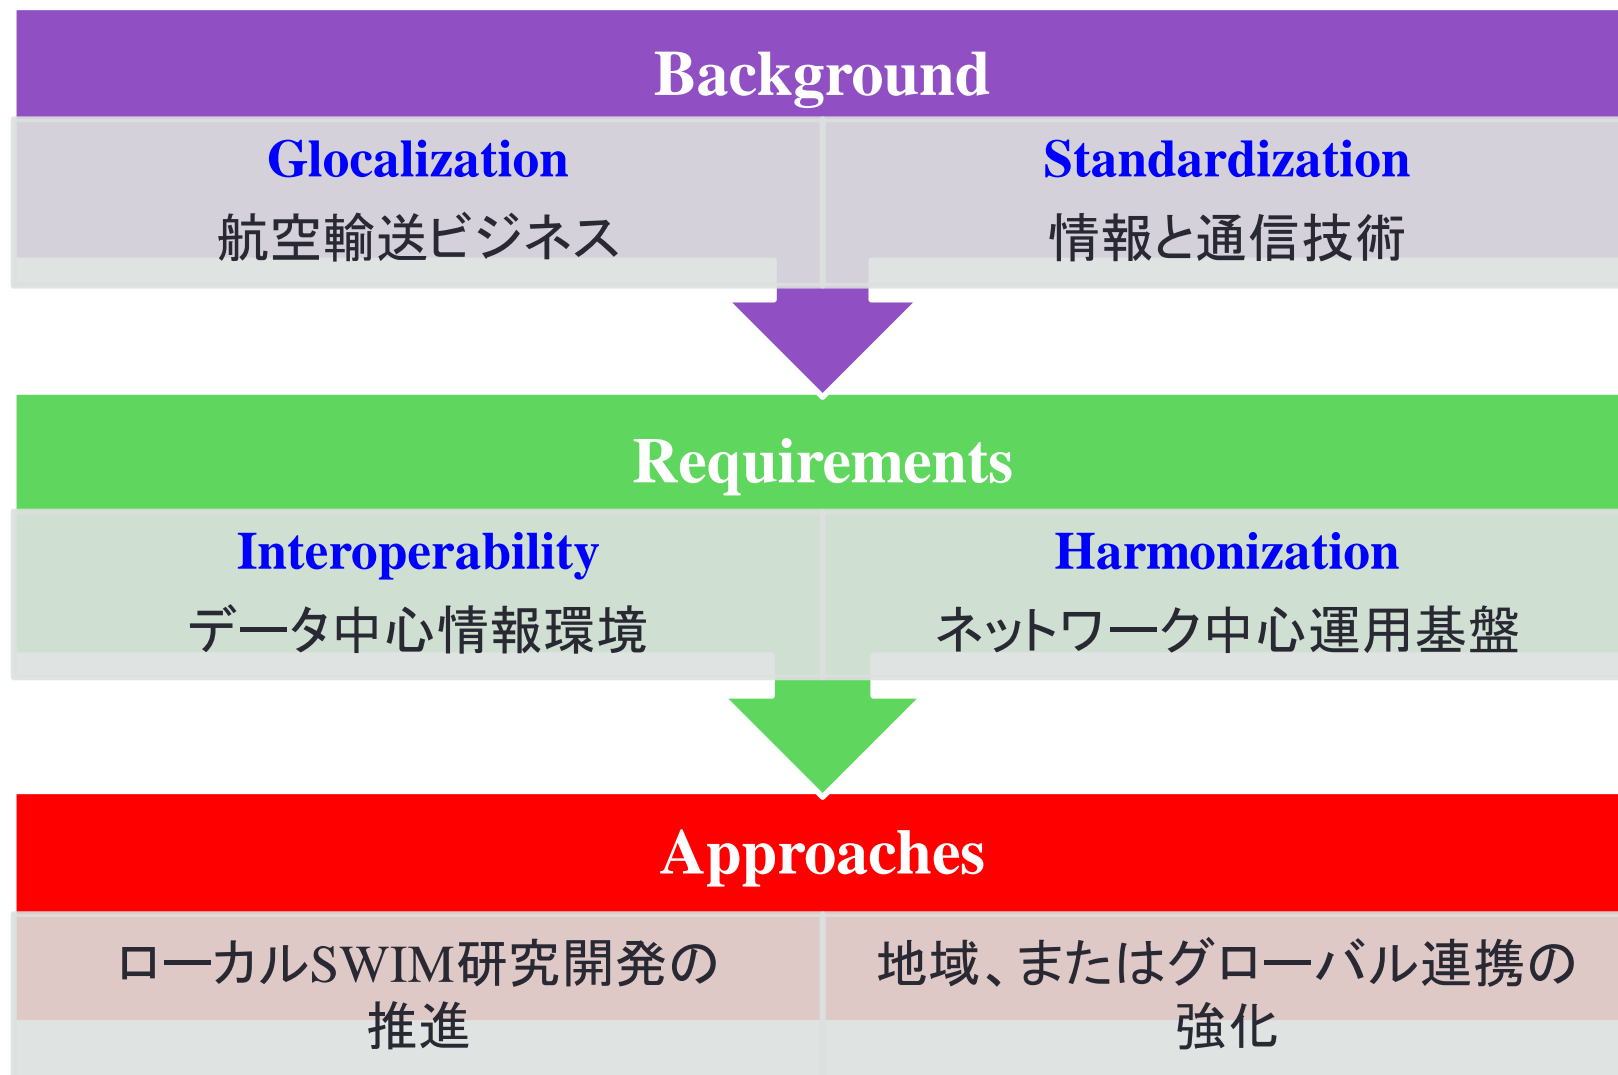 Background
Glocalization
Standardization
航空輸送ビジネス
情報と通信技術
Requirements
Interoperability
Harmonization
データ中心情報環境
ネットワーク中心運用基盤
Approaches
ローカルSWIM研究開発の
推進
地域、またはグローバル連携の
強化